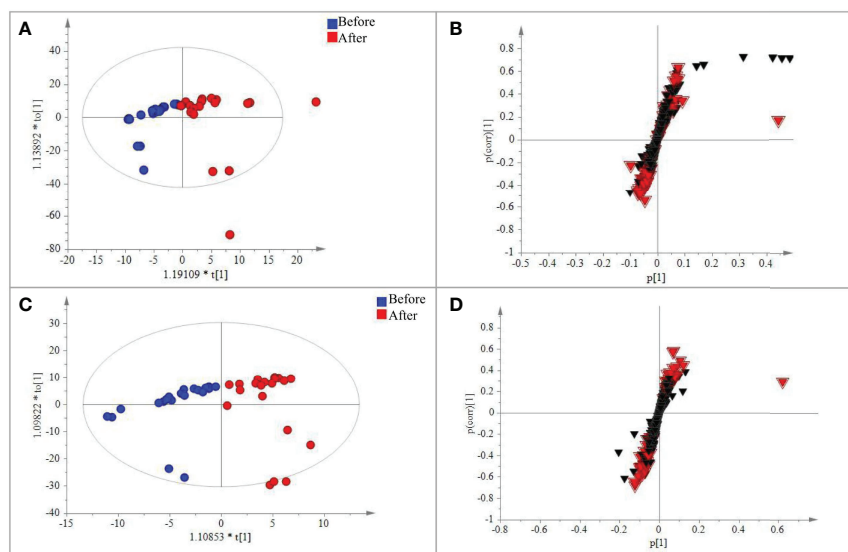 A
Before
After
40
20
0
-20
-40
-60
-80
-20 -15 -10 -5 0 5 10 15 20
1.13892 * to[1]
1.19109 * t[1]
B
0.8
0.6
0.4
0.2
0
-0.2
-0.4
-0.6
-0.8
-1
-0.5 -0.4 -0.3 -0.2 -0.1 0 0.1 0.2 0.3 0.4
p(corr)[1]
p[1]
C
Before
After
30
20
10
0
-10
-20
-30
-40
-15 -10 -5 0 5 10
1.09822 * to[1]
1.10853 * t[1]
D
0.8
0.6
0.4
0.2
0
-0.2
-0.4
-0.6
-0.8
-1
-0.8 -0.6 -0.4 -0.2 0 0.2 0.4 0.6
p(corr)[1]
p[1]